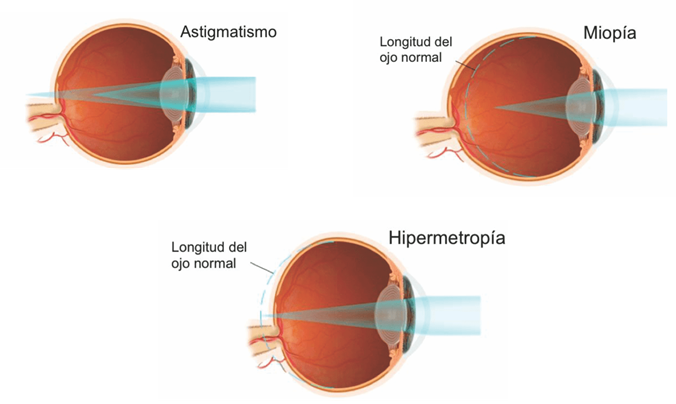 Astigmatismo
Miopía
Longitud del
ojo normal
Hipermetropía
Longitud del
ojo normal